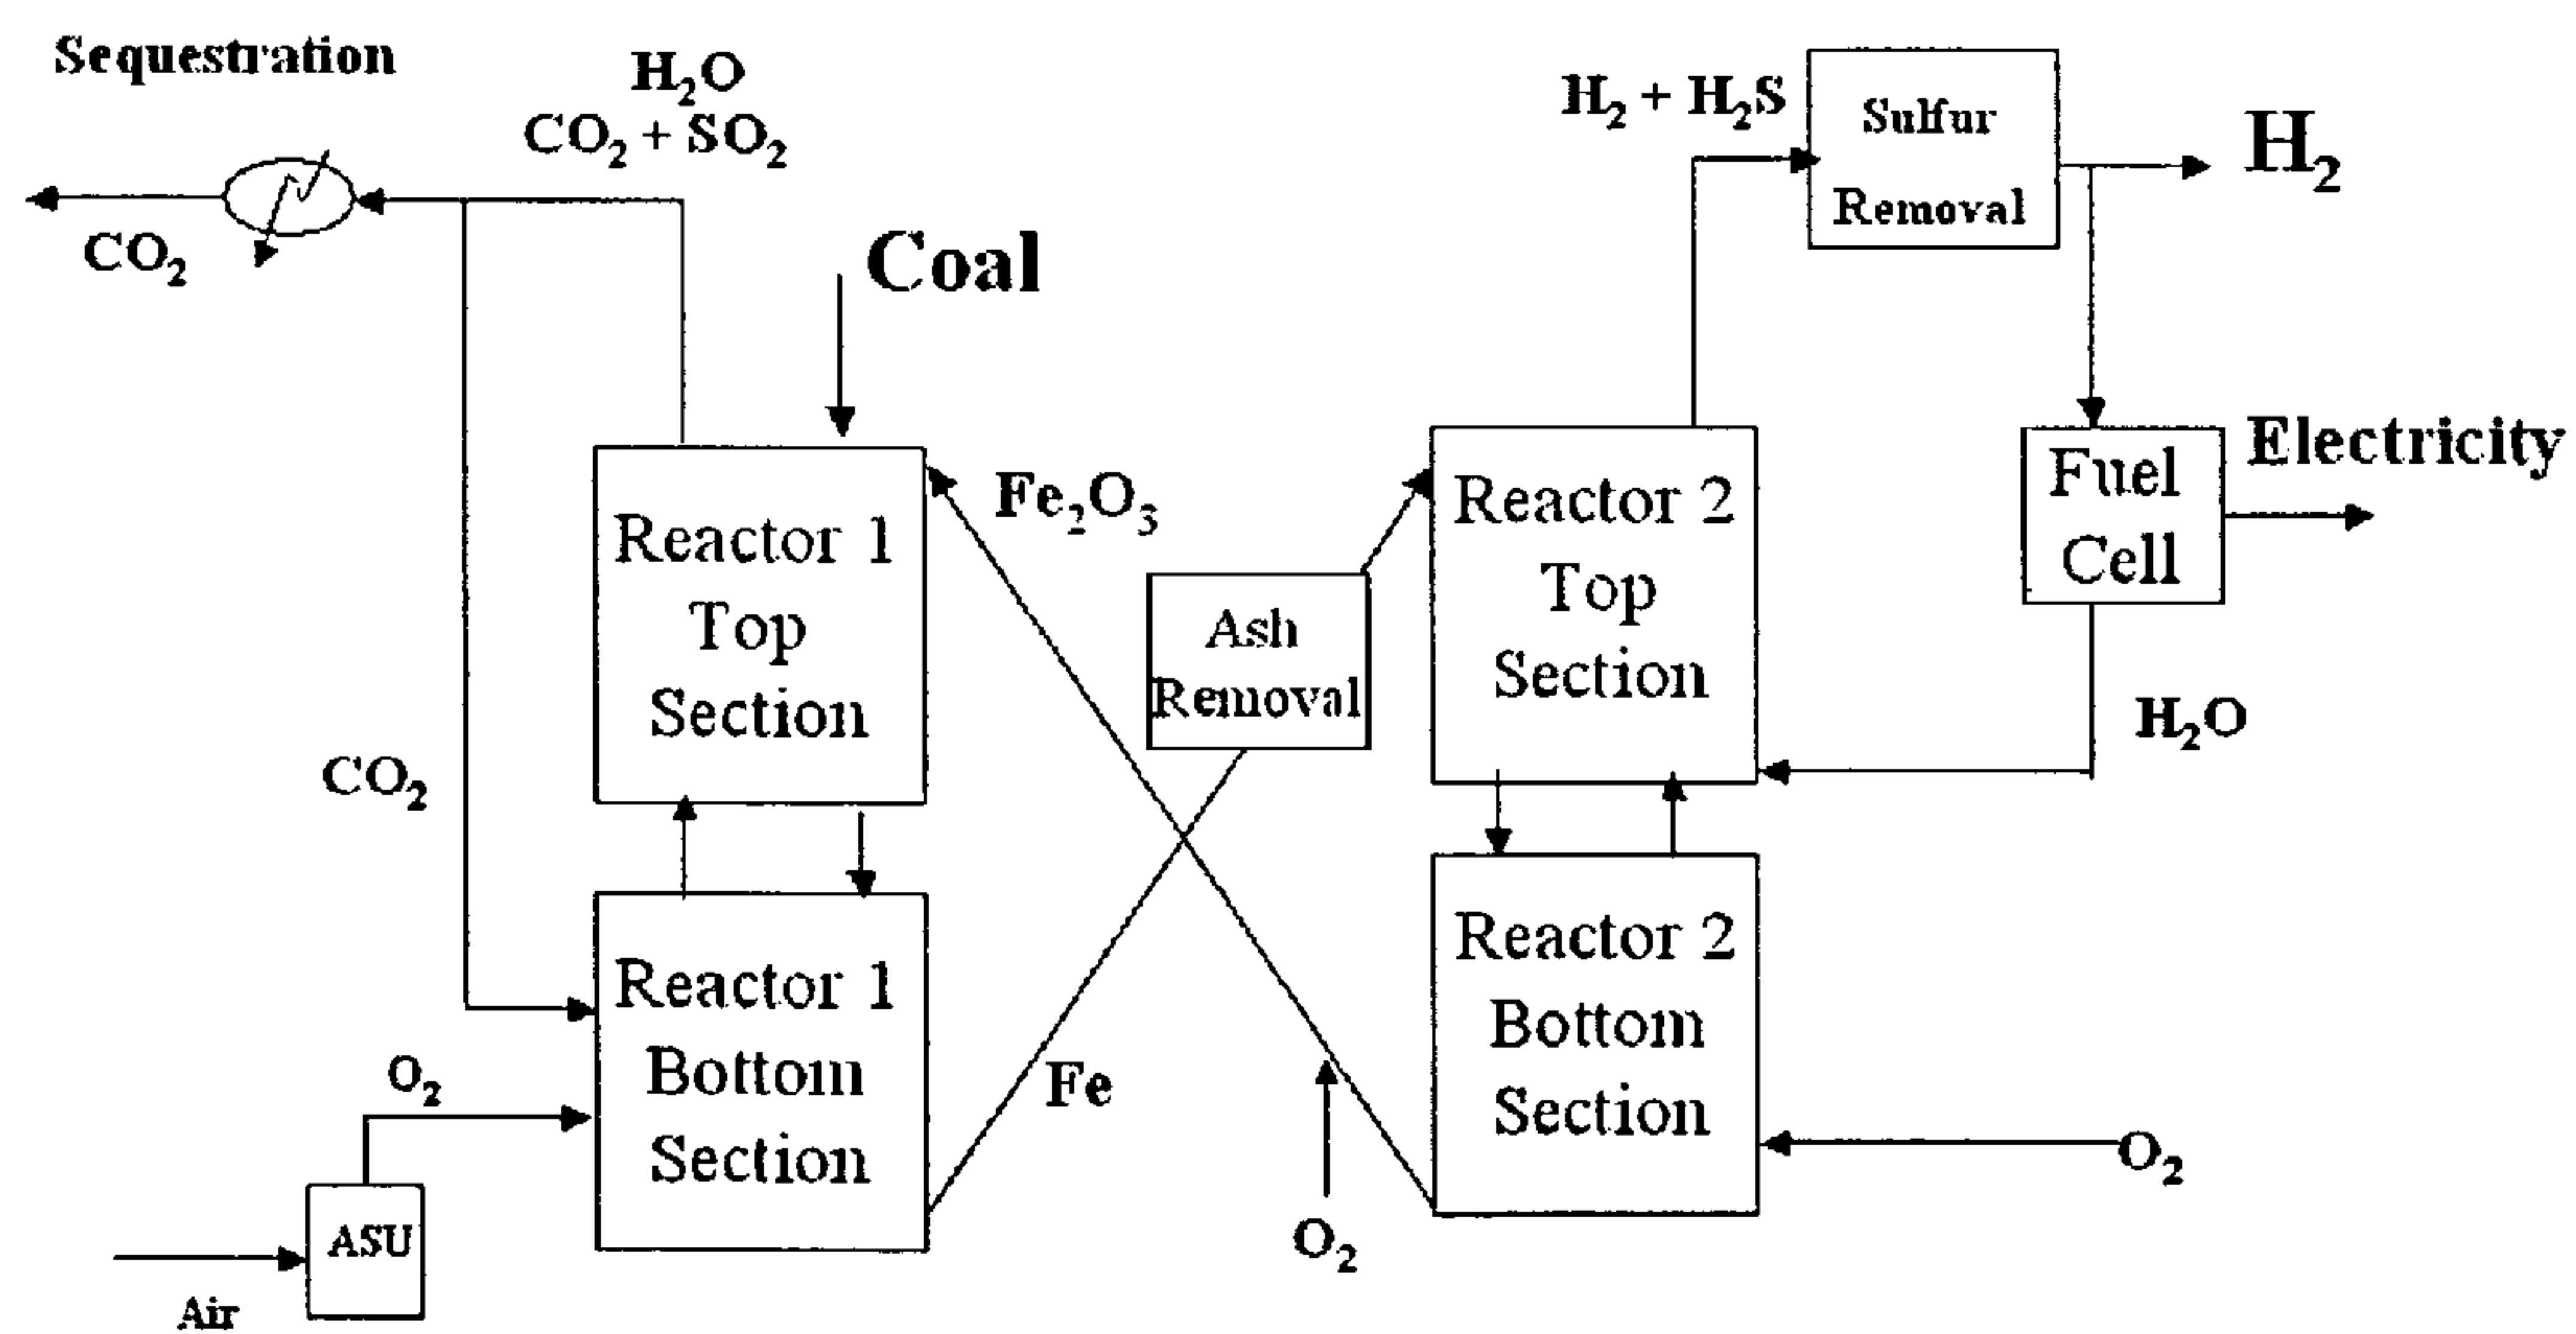 Sequestration
H₂O
CO₂ + SO₂
CO₂
Coal
H₂ + H₂S
Sulfur
Removal
H₂
Fe₂O₃
Reactor 1
Top
Section
Ash
Removal
Reactor 2
Top
Section
Fuel
Cell
Electricity
H₂O
CO₂
O₂
Reactor 1
Bottom
Section
Fe
Reactor 2
Bottom
Section
O₂
O₂
ASU
Air